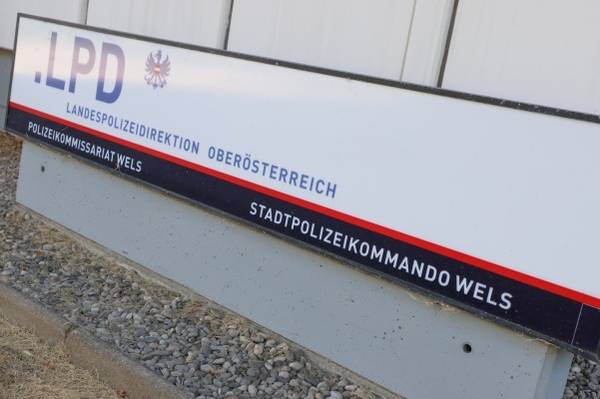 .LPD
LANDESPOLIZEIDIREKTION OBERÖSTERREICH
POLIZEIKOMMISSARIAT WELS
STADTPOLIZEIKOMMANDO WELS